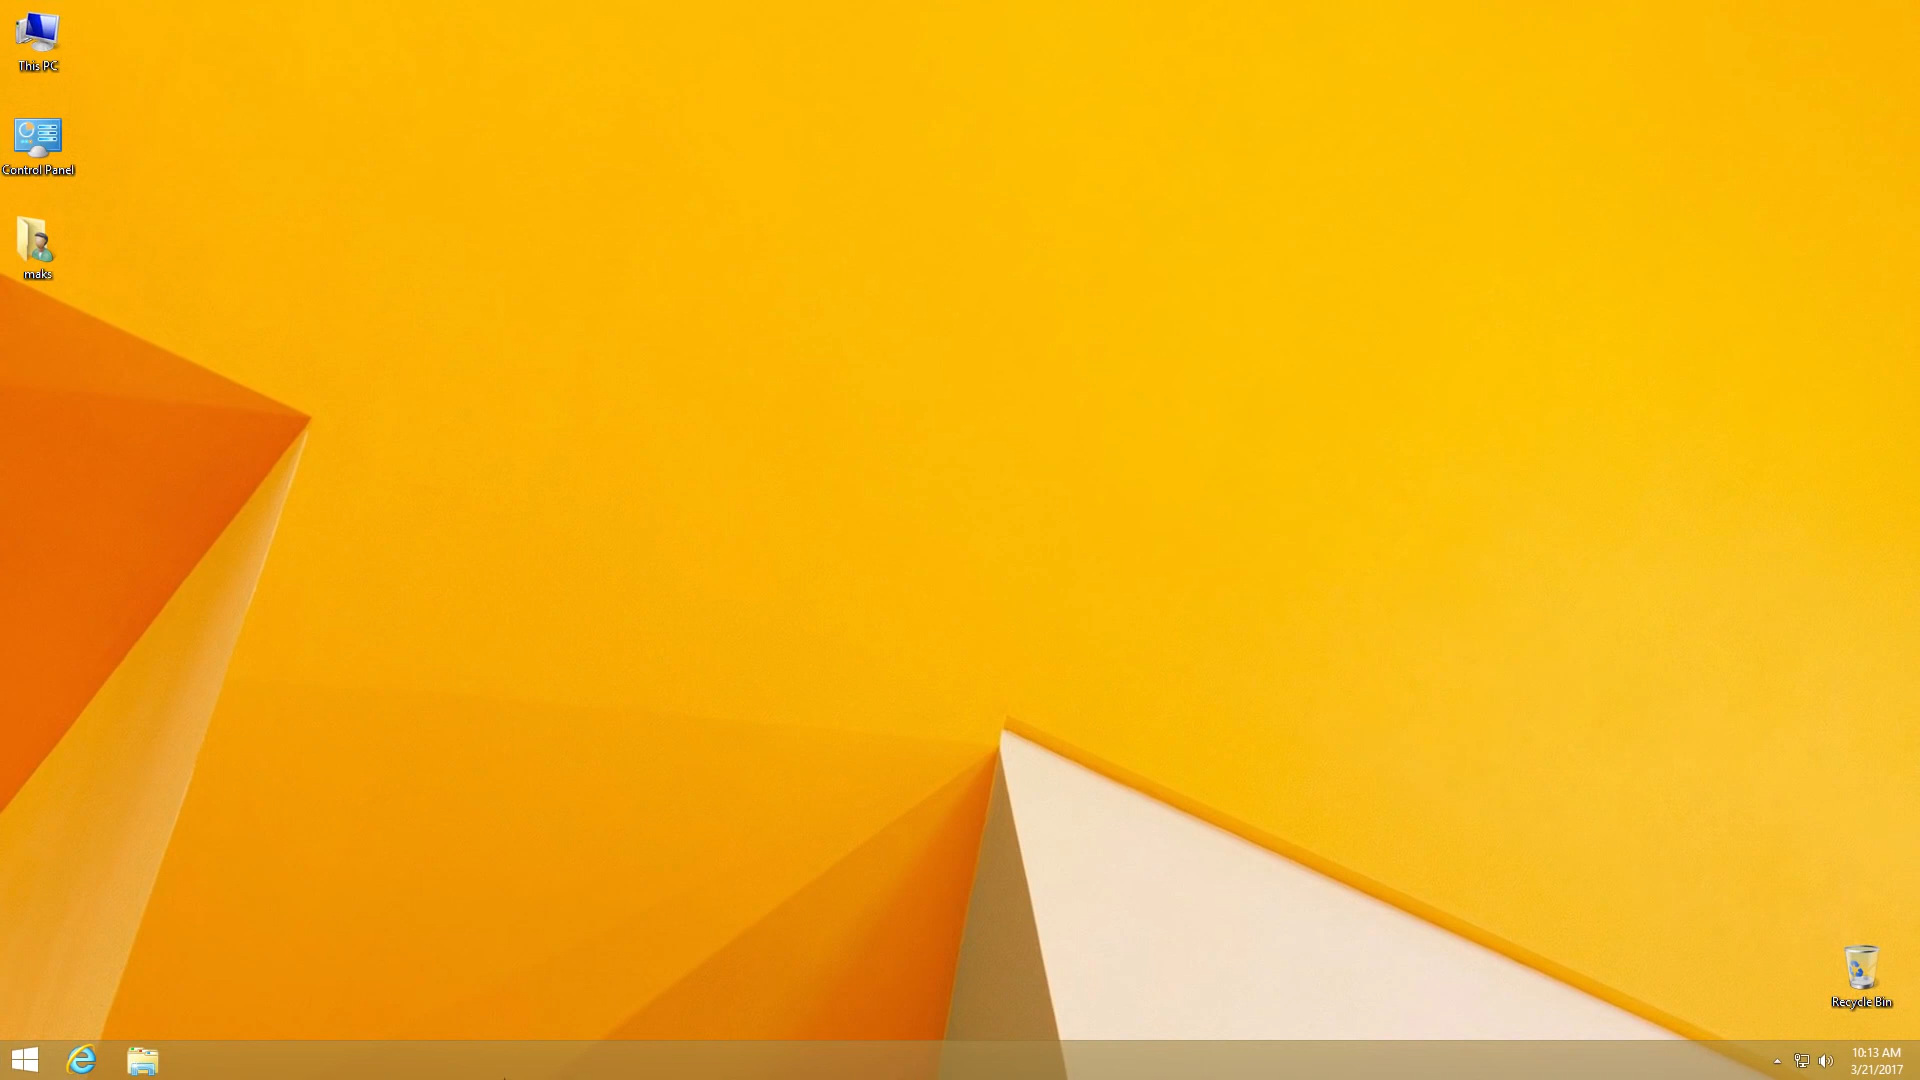 This PC
Control Panel
maks
Recycle Bin
10:13 AM
3/21/2017